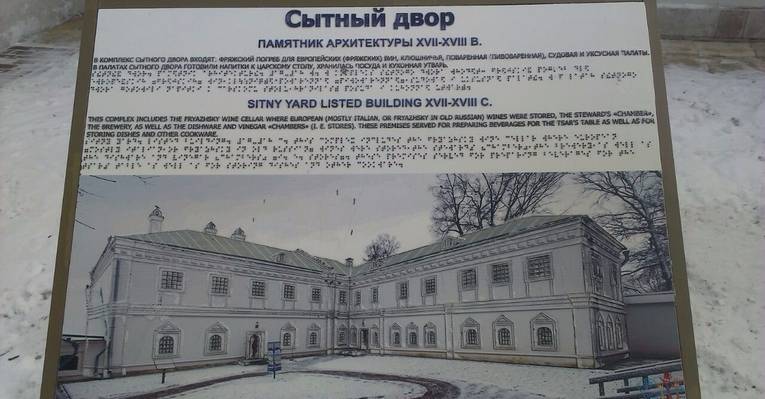 Сытный двор
ПАМЯТНИК АРХИТЕКТУРЫ XVII-XVIII В.
В КОМПЛЕКС СЫТНОГО ДВОРА ВХОДЯТ: ФРЯЖСКИЙ ПОГРЕБ ДЛЯ ЕВРОПЕЙСКИХ (ФРЯЖСКИХ) ВИН, КЛЮШНИЧЬЯ, ПОВАРЕННАЯ (ПИВОВАРЕННАЯ), СУДОВАЯ И УКСУСНАЯ ПАЛАТЫ.
В ПАЛАТАХ СЫТНОГО ДВОРА ГОТОВИЛИ НАПИТКИ К ЦАРСКОМУ СТОЛУ, ХРАНИЛАСЬ ПОСУДА И КУХОННАЯ УТВАРЬ.
SITNY YARD LISTED BUILDING XVII-XVIII C.
THIS COMPLEX INCLUDES THE FRYAZHSKY WINE CELLAR WHERE EUROPEAN (MOSTLY ITALIAN, OR FRYAZHSKY IN OLD RUSSIAN) WINES WERE STORED, THE STEWARD'S «CHAMBER»,
THE BREWERY, AS WELL AS THE DISHWARE AND VINEGAR «CHAMBERS» (I. E. STORES). THESE PREMISES SERVED FOR PREPARING BEVERAGES FOR THE TSAR'S TABLE AS WELL AS FOR
STORING DISHES AND OTHER COOKWARE.